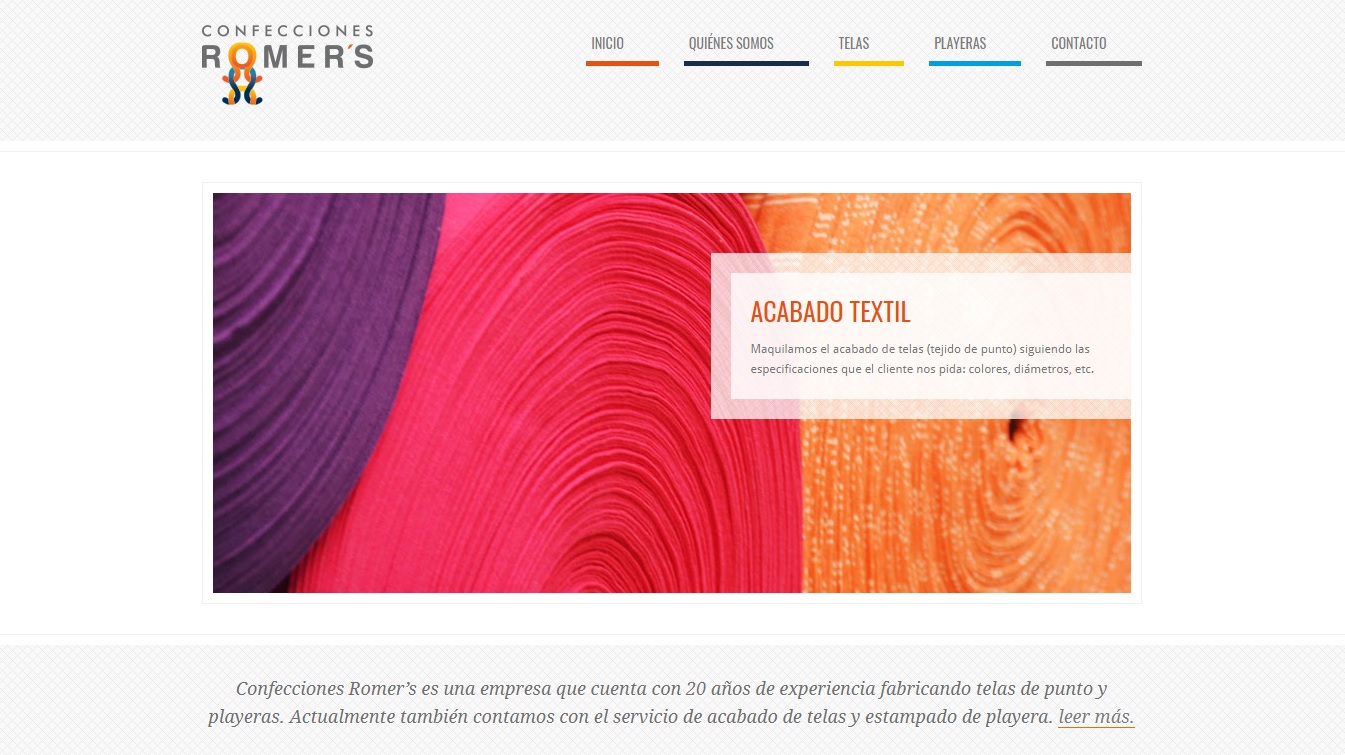 CONFECCIONES
ROMER'S
INICIO
QUIÉNES SOMOS
TELAS
PLAYERAS
CONTACTO
ACABADO TEXTIL
Maquilamos el acabado de telas (tejido de punto) siguiendo las
especificaciones que el cliente nos pida: colores, diámetros, etc.
Confecciones Romer’s es una empresa que cuenta con 20 años de experiencia fabricando telas de punto y
playeras. Actualmente también contamos con el servicio de acabado de telas y estampado de playera. leer más.